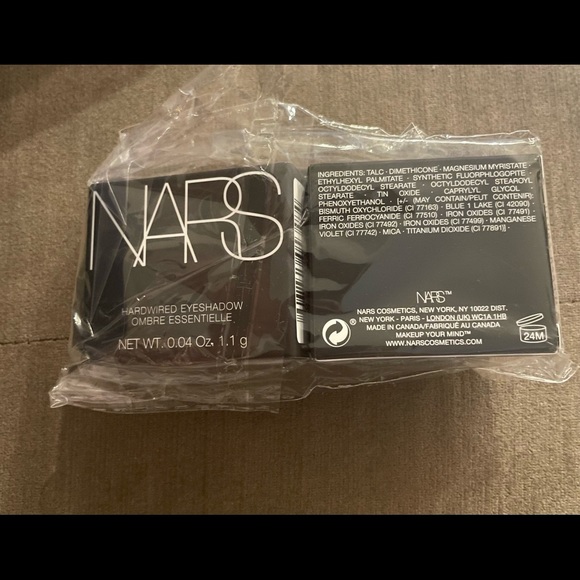 NARS
HARDWIRED EYESHADOW
OMBRE ESSENTIELLE
NET WT. 0.04 Oz. 1.1 g
INGREDIENTS: TALC · DIMETHICONE · MAGNESIUM MYRISTATE ·
ETHYLHEXYL PALMITATE · SYNTHETIC FLUORPHLOGOPITE ·
OCTYLDODECYL STEARATE · OCTYLDODECYL STEAROYL
STEARATE · TIN OXIDE · CAPRYLYL GLYCOL ·
PHENOXYETHANOL · [+/- (MAY CONTAIN/PEUT CONTENIR):
BISMUTH OXYCHLORIDE (CI 77163) · BLUE 1 LAKE (CI 42090) ·
FERRIC FERROCYANIDE (CI 77510) · IRON OXIDES (CI 77491) ·
IRON OXIDES (CI 77492) · IRON OXIDES (CI 77499) · MANGANESE
VIOLET (CI 77742) · MICA · TITANIUM DIOXIDE (CI 77891)] ·
NARS™
NARS COSMETICS, NEW YORK, NY 10022 DIST.
NEW YORK - PARIS - LONDON (UK) WC1A 1HB
MADE IN CANADA/FABRIQUÉ AU CANADA
MAKEUP YOUR MIND™
WWW.NARSCOSMETICS.COM
24M